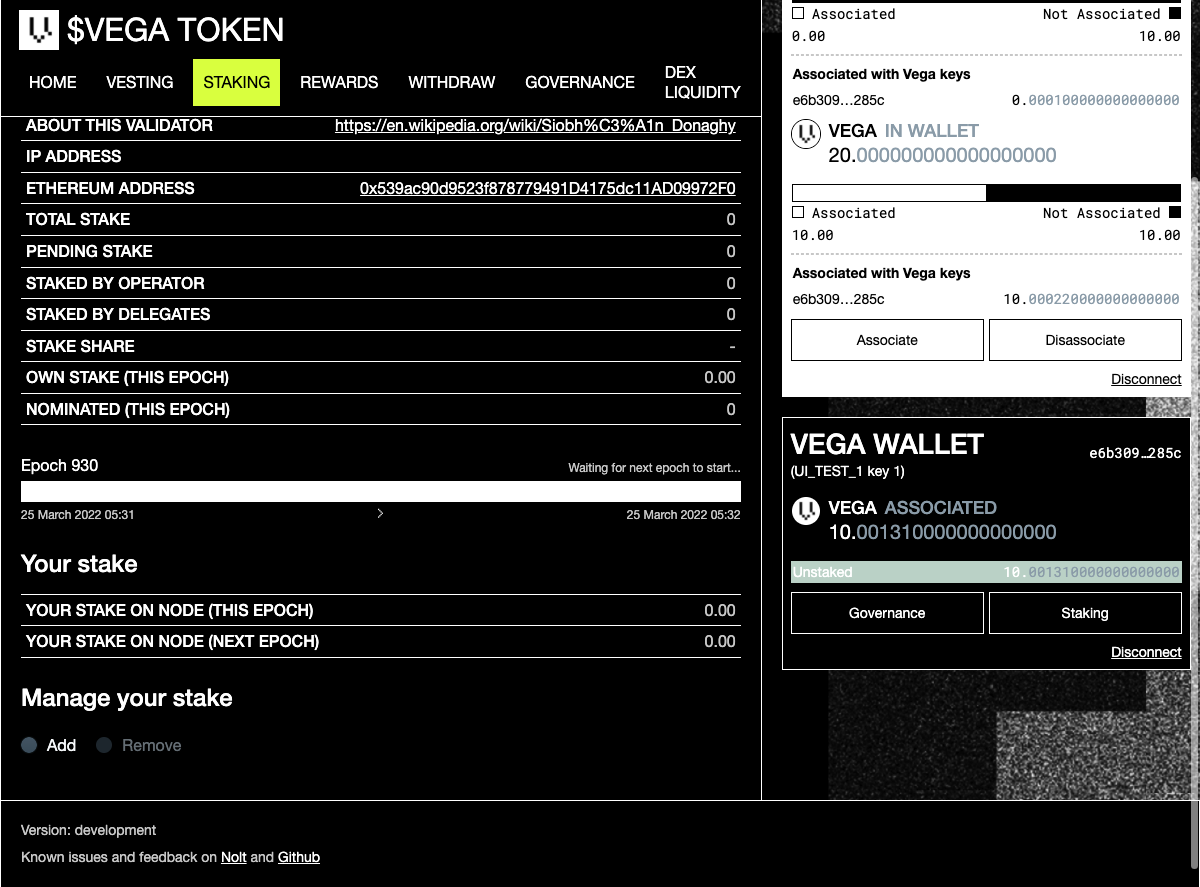 $VEGA TOKEN
HOME VESTING STAKING REWARDS WITHDRAW GOVERNANCE DEX LIQUIDITY
ABOUT THIS VALIDATOR https://en.wikipedia.org/wiki/Siobh%C3%A1n_Donaghy
IP ADDRESS
ETHEREUM ADDRESS 0x539ac90d9523f878779491D4175dc11AD09972F0
TOTAL STAKE 0
PENDING STAKE 0
STAKED BY OPERATOR 0
STAKED BY DELEGATES 0
STAKE SHARE -
OWN STAKE (THIS EPOCH) 0.00
NOMINATED (THIS EPOCH) 0
Epoch 930 Waiting for next epoch to start...
25 March 2022 05:31 25 March 2022 05:32
Your stake
YOUR STAKE ON NODE (THIS EPOCH) 0.00
YOUR STAKE ON NODE (NEXT EPOCH) 0.00
Manage your stake
Add Remove
Associated Not Associated
0.00 10.00
Associated with Vega keys
e6b309…285c 0.000100000000000000
VEGA IN WALLET
20.000000000000000000
Associated Not Associated
10.00 10.00
Associated with Vega keys
e6b309…285c 10.000220000000000000
Associate Disassociate
Disconnect
VEGA WALLET e6b309…285c
(UI_TEST_1 key 1)
VEGA ASSOCIATED
10.001310000000000000
Unstaked 10.001310000000000000
Governance Staking
Disconnect
Version: development
Known issues and feedback on Nolt and Github